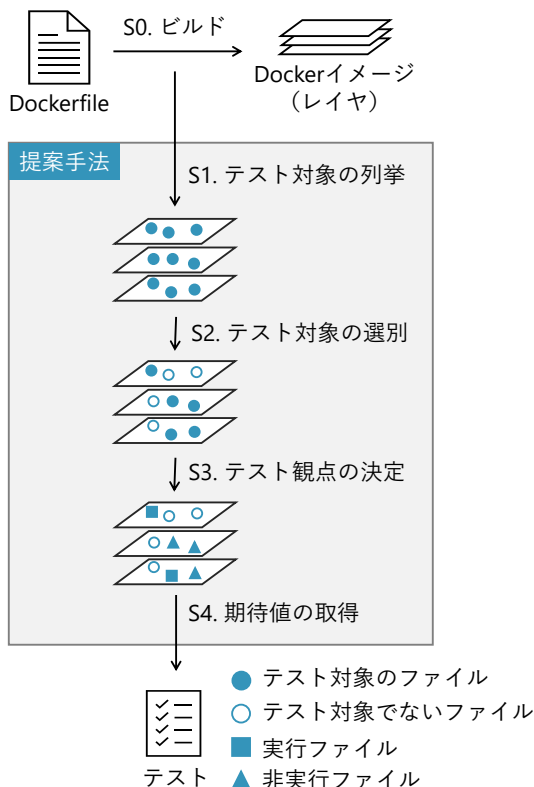 S0. ビルド
Dockerfile
Dockerイメージ
（レイヤ）
提案手法
S1. テスト対象の列挙
S2. テスト対象の選別
S3. テスト観点の決定
S4. 期待値の取得
テスト
テスト対象のファイル
テスト対象でないファイル
実行ファイル
非実行ファイル